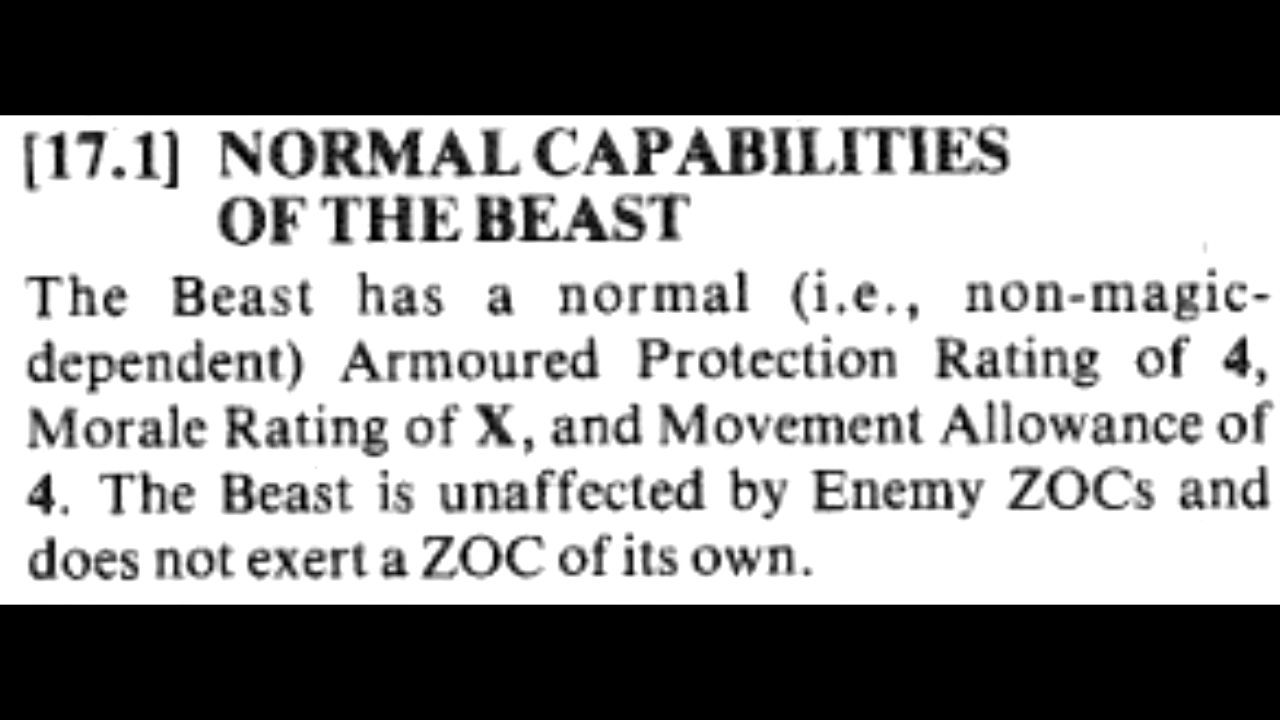 [17.1] NORMAL CAPABILITIES
OF THE BEAST
The Beast has a normal (i.e., non-magic-
dependent) Armoured Protection Rating of 4,
Morale Rating of X, and Movement Allowance of
4. The Beast is unaffected by Enemy ZOCs and
does not exert a ZOC of its own.